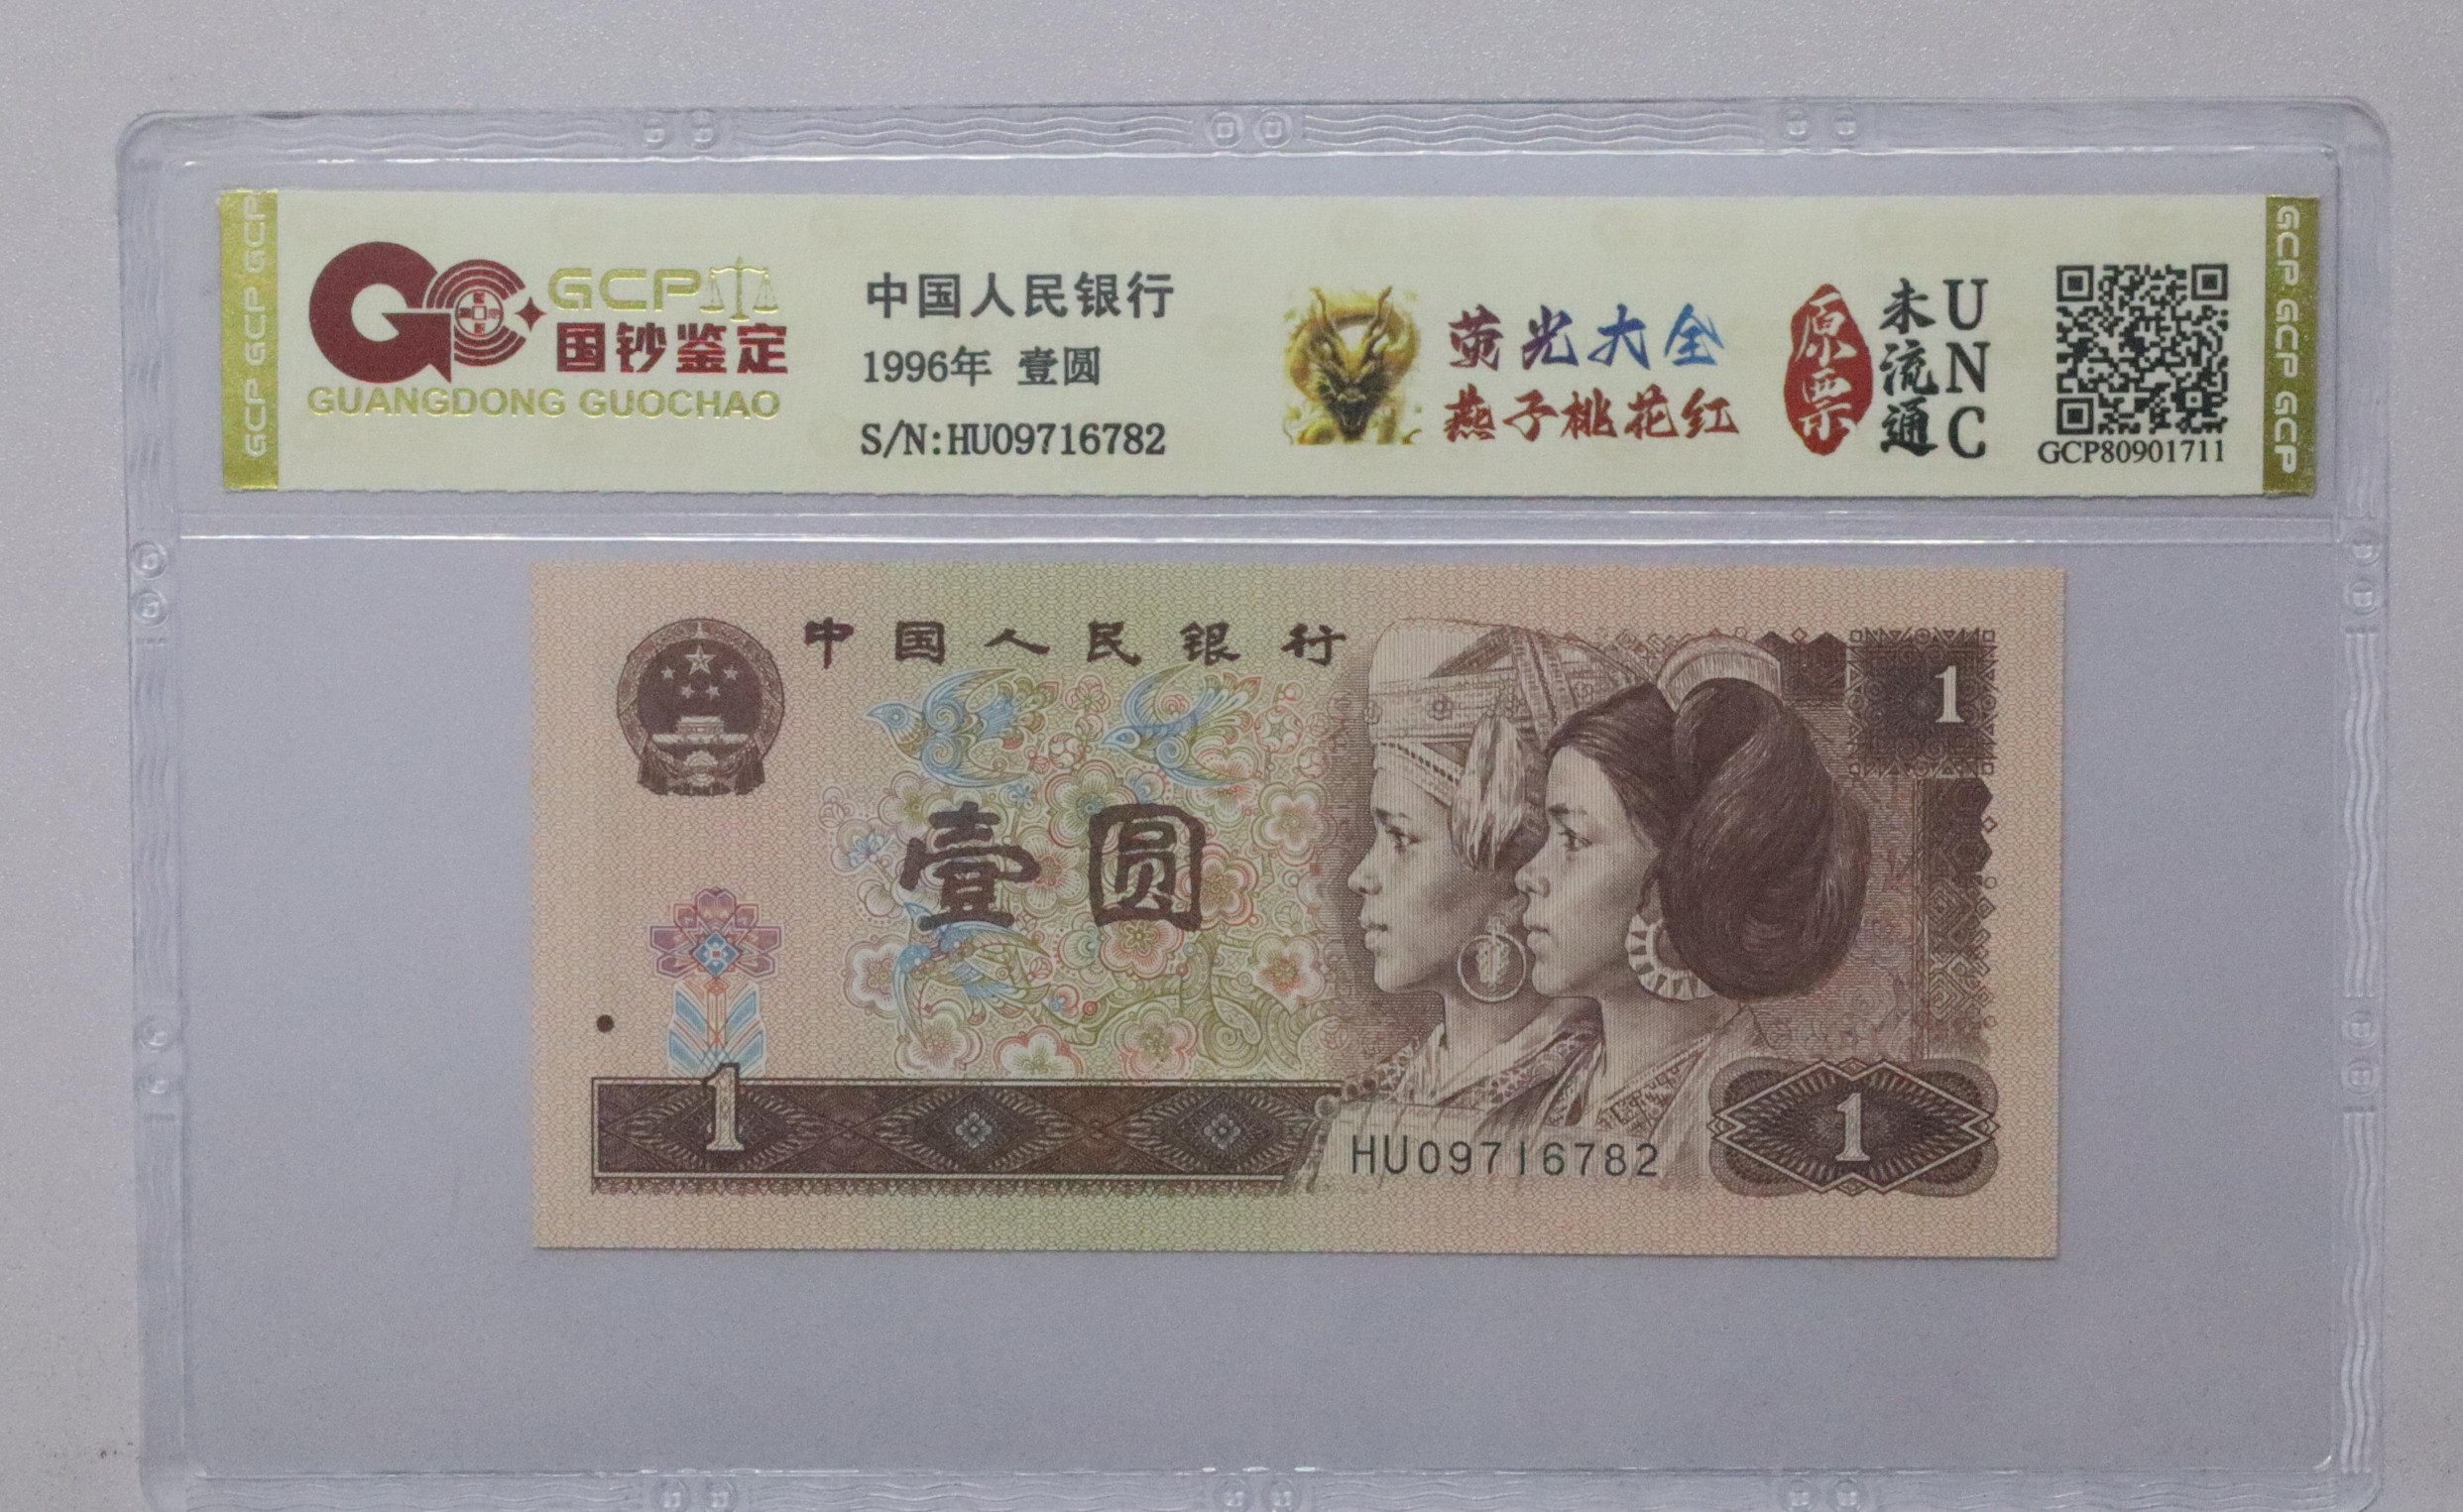 GCP GCP GCP
GCP
国钞鉴定
GUANGDONG GUOCHAO
中国人民银行
1996年 壹圆
S/N:HU09716782
荧光大全
燕子桃花红
原票
未流通
UNC
GCP80901711
GCP GCP GCP
中国人民银行
1
壹圆
1
HU09716782
1